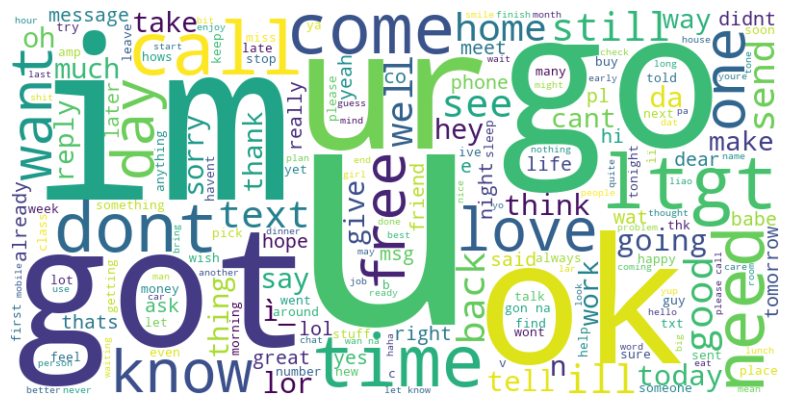 hour
try
message
oh
bit
take
hows
start
enjoy
call
leave
miss
late
stop
ya
smile
finish
month
keep
come
home
still
way
didnt
soon
last
amp
much
later
im
ur
go
wait
meet
buy
check
house
told
long
youre
tone
many
might
early
one
send
want
reply
day
shit
anything
sorry
havent
thank
really
yeah
please
guess
mind
co
well
phone
see
hey
cant
pl
da
next
pa
dat
hi
make
already
week
something
yet
plan
free
u
end
girl
friend
give
e
ive
night
sleep
nothing
life
quite
tonight
ii
dear
name
liao
people
ltgt
dont
text
class
wish
pick
bring
dinner
hope
may
job
done
best
b
ready
msg
nice
love
yo
think
wat
thk
thought
problem
going
babe
tomorrow
first
mobile
got
lot
use
man
money
car
ask
let
getting
another
thing
morning
say
ì_
went
around
lol
stuff
wan na
haha
chat
right
back
said
always
talk
gon na
find
wont
lar
look
help
coming
work
happy
guy
yup
hello
txt
please call
care
room
good
need
thats
feel
person
even
waiting
better
never
know
great
number
lor
yes
new
c
let know
time
v
ok
tell
n
ill
word
sure
someone
big
sent
eat
today
lunch
place
mean